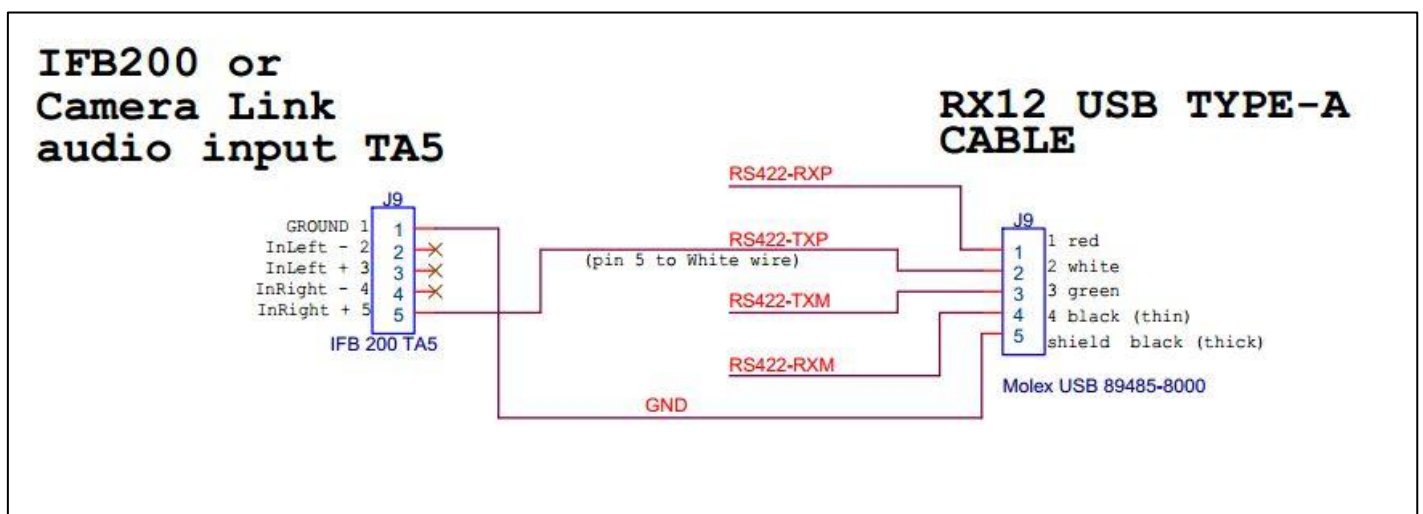 IFB200 or
Camera Link
audio input TA5
RX12 USB TYPE-A
CABLE
J9
GROUND 1
InLeft - 2
InLeft + 3
InRight - 4
InRight + 5
1
2
3
4
5
IFB 200 TA5
RS422-RXP
RS422-TXP
(pin 5 to White wire)
RS422-TXM
RS422-RXM
GND
J9
1
2
3
4
5
1 red
2 white
3 green
4 black (thin)
shield black (thick)
Molex USB 89485-8000